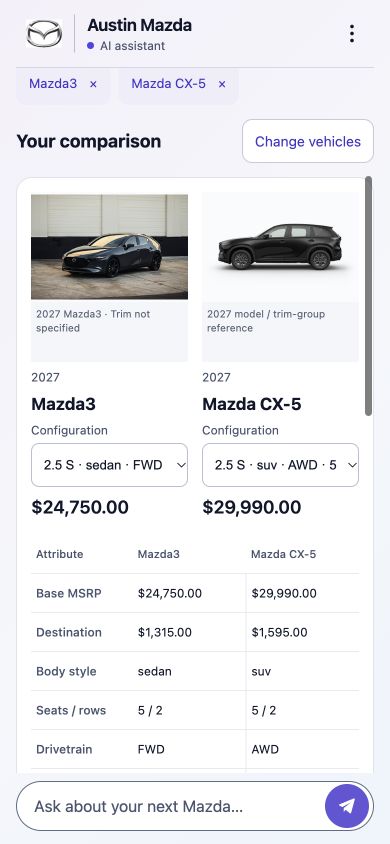 Austin Mazda
AI assistant
Mazda3 ×
Mazda CX-5 ×
Your comparison
Change vehicles
2027 Mazda3 · Trim not
specified
2027 model / trim-group
reference
2027
2027
Mazda3
Mazda CX-5
Configuration
Configuration
2.5 S · sedan · FWD
2.5 S · suv · AWD · 5
$24,750.00
$29,990.00
Attribute Mazda3 Mazda CX-5
Base MSRP $24,750.00 $29,990.00
Destination $1,315.00 $1,595.00
Body style sedan suv
Seats / rows 5 / 2 5 / 2
Drivetrain FWD AWD
Ask about your next Mazda...